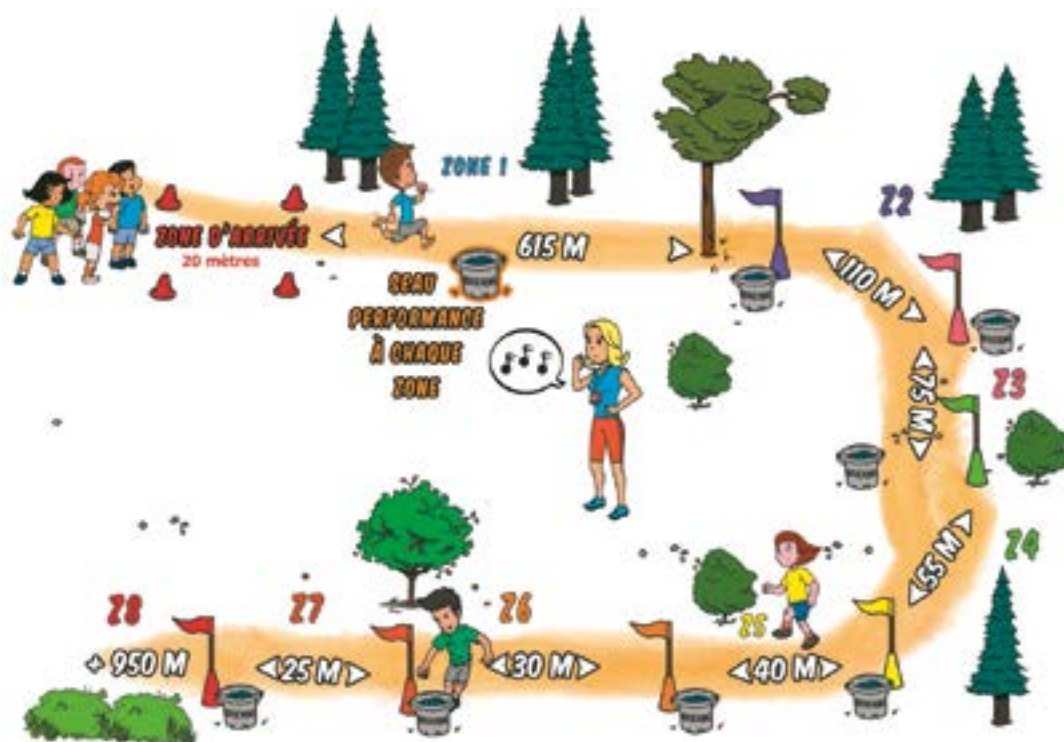 ZONE 1
Z2
ZONE D'ARRIVÉE
20 mètres
615 M
110 M
SEAU
PERFORMANCE
À CHAQUE
ZONE
75 M
Z3
55 M
Z4
Z8
Z7
Z6
Z5
+ 950 M
25 M
30 M
40 M